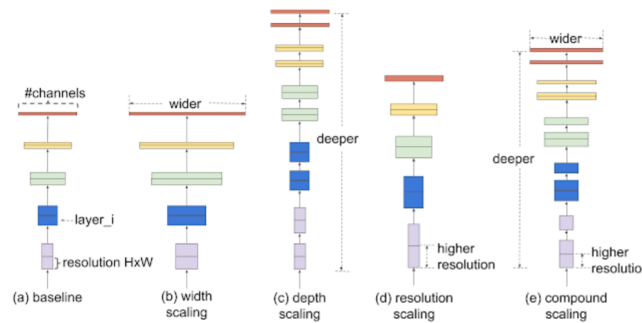 #channels
layer_i
resolution HxW
(a) baseline
wider
(b) width
scaling
deeper
(c) depth
scaling
higher
resolution
(d) resolution
scaling
wider
deeper
higher
resolutio
(e) compound
scaling